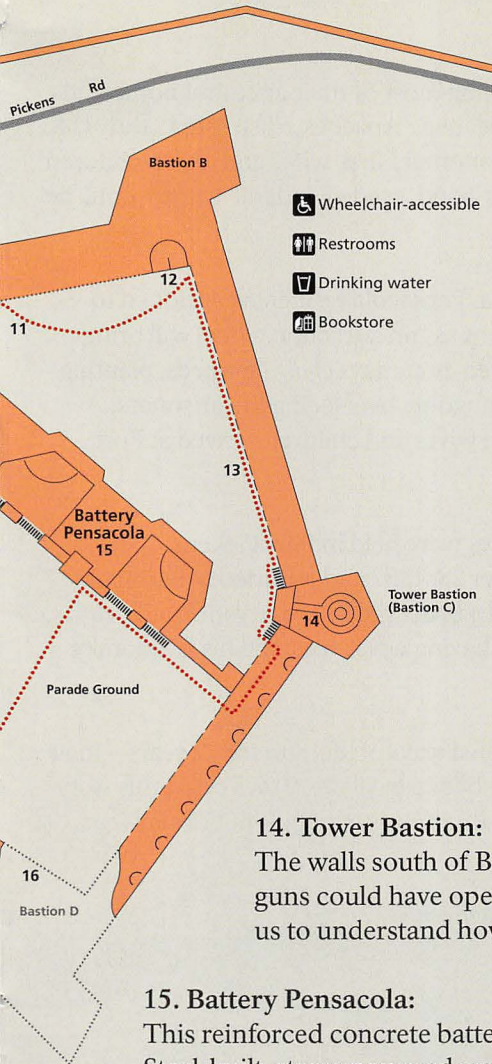 Pickens Rd
Bastion B
Wheelchair-accessible
Restrooms
Drinking water
Bookstore
12
11
13
Battery
Pensacola
15
Tower Bastion
(Bastion C)
14
Parade Ground
16
Bastion D
14. Tower Bastion:
The walls south of B
guns could have ope
us to understand how
15. Battery Pensacola:
This reinforced concrete batte